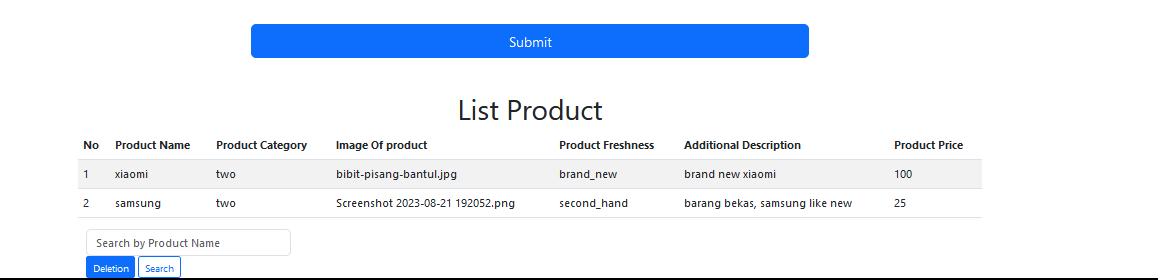 Submit
List Product
No Product Name Product Category Image Of product Product Freshness Additional Description Product Price
1 xiaomi two bibit-pisang-bantul.jpg brand_new brand new xiaomi 100
2 samsung two Screenshot 2023-08-21 192052.png second_hand barang bekas, samsung like new 25
Search by Product Name
Deletion Search